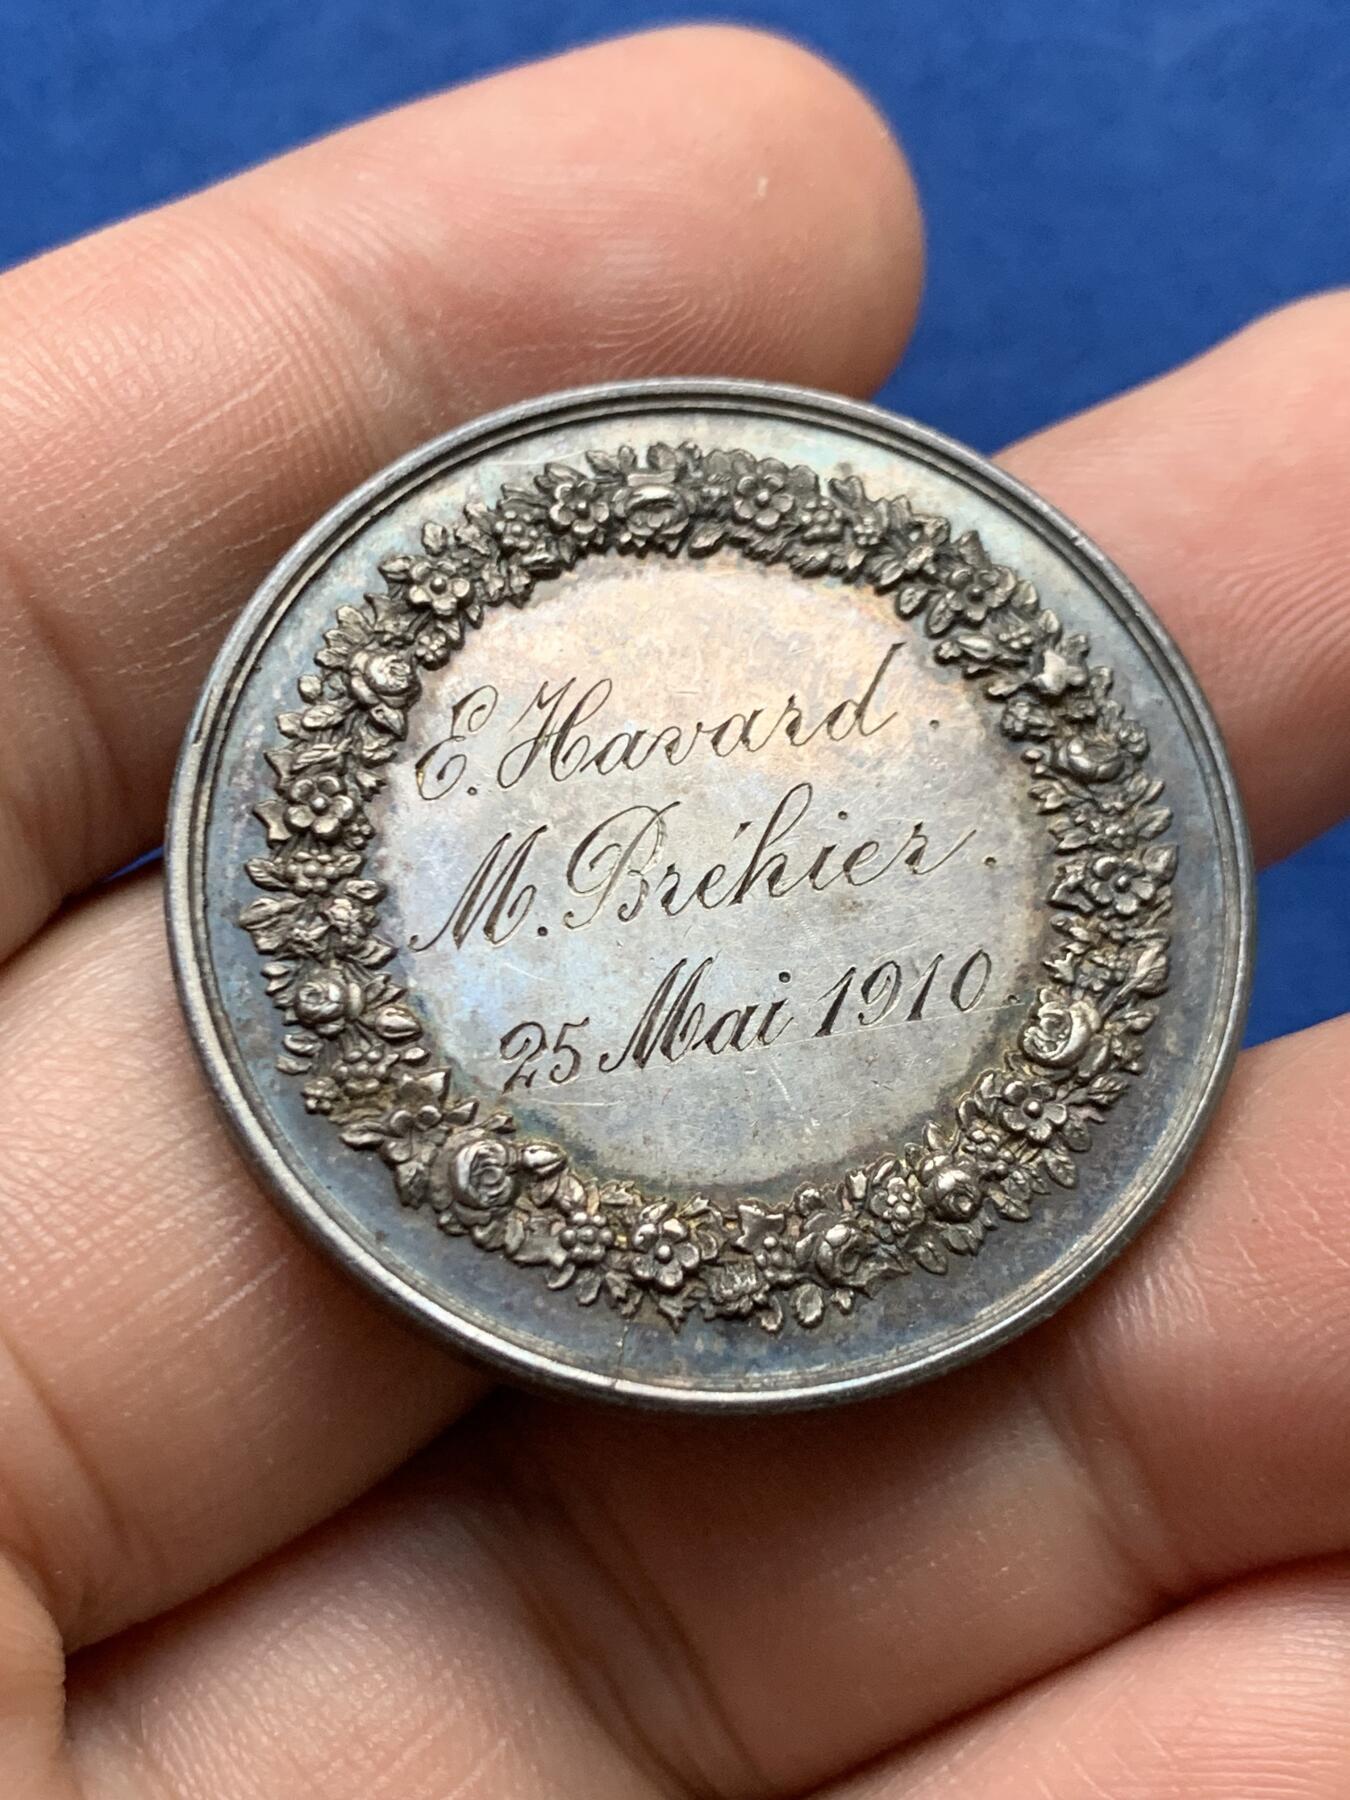 E. Havard.
M. Bréhier.
25 Mai 1910.